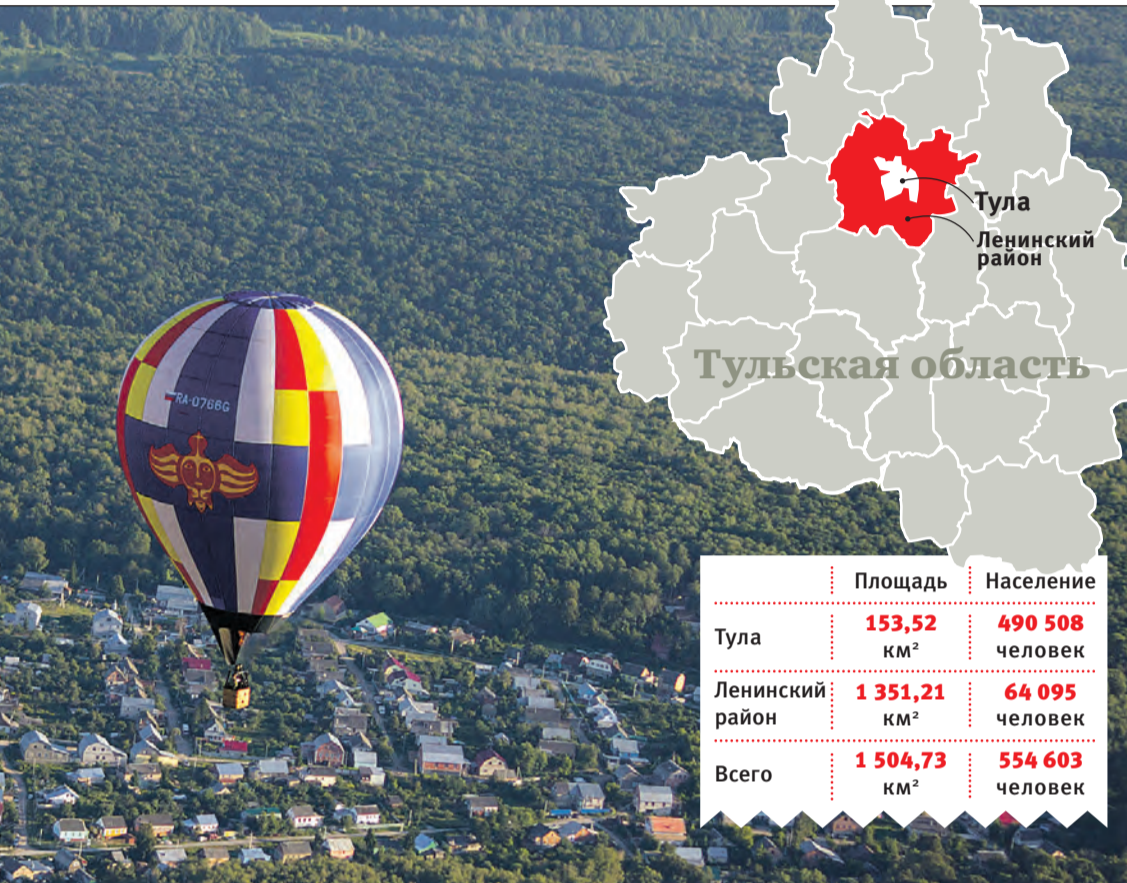 Тула
Ленинский
район
Тульская область
RA-0766G
Площадь Население
Тула 153,52 км² 490 508 человек
Ленинский район 1 351,21 км² 64 095 человек
Всего 1 504,73 км² 554 603 человек